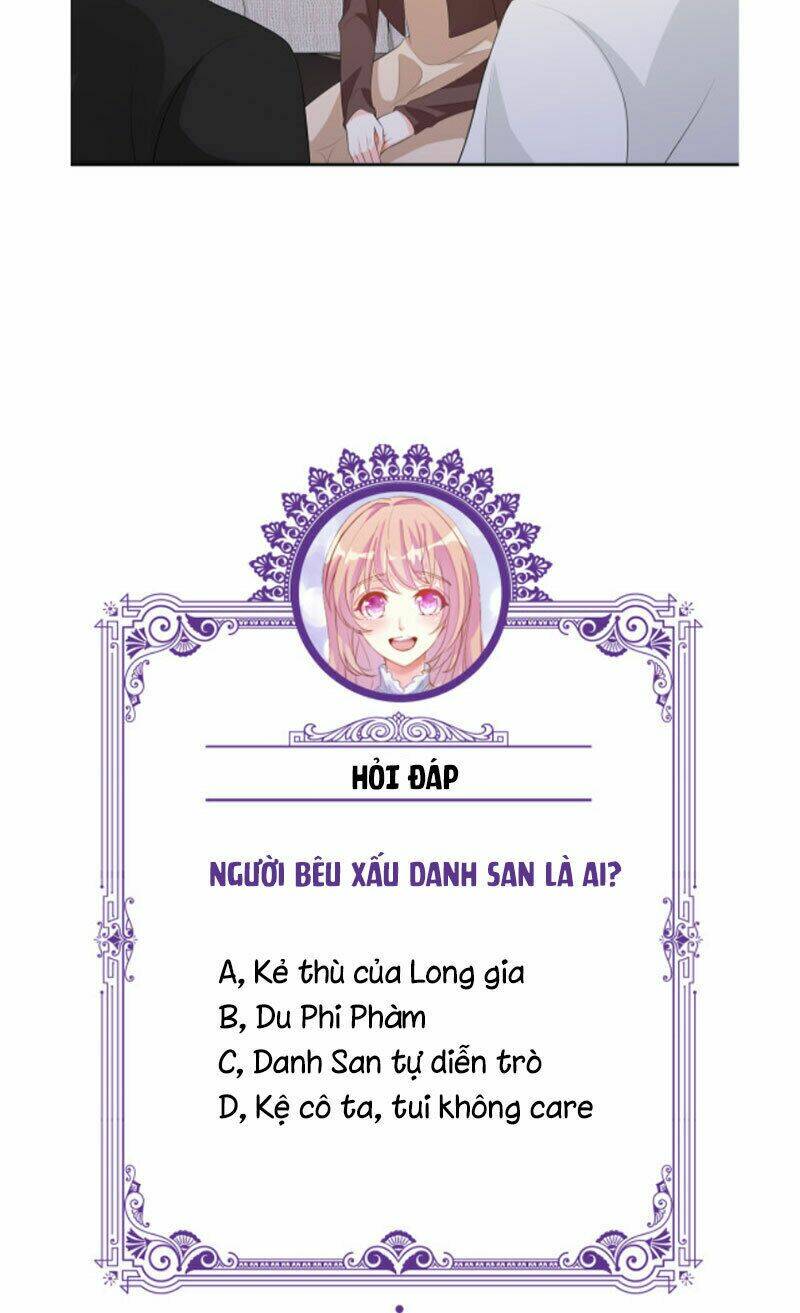 HỎI ĐÁP
NGƯỜI BÊU XẤU DANH SAN LÀ AI?
A, Kẻ thù của Long gia
B, Du Phi Phàm
C, Danh San tự diễn trò
D, Kệ cô ta, tui không care